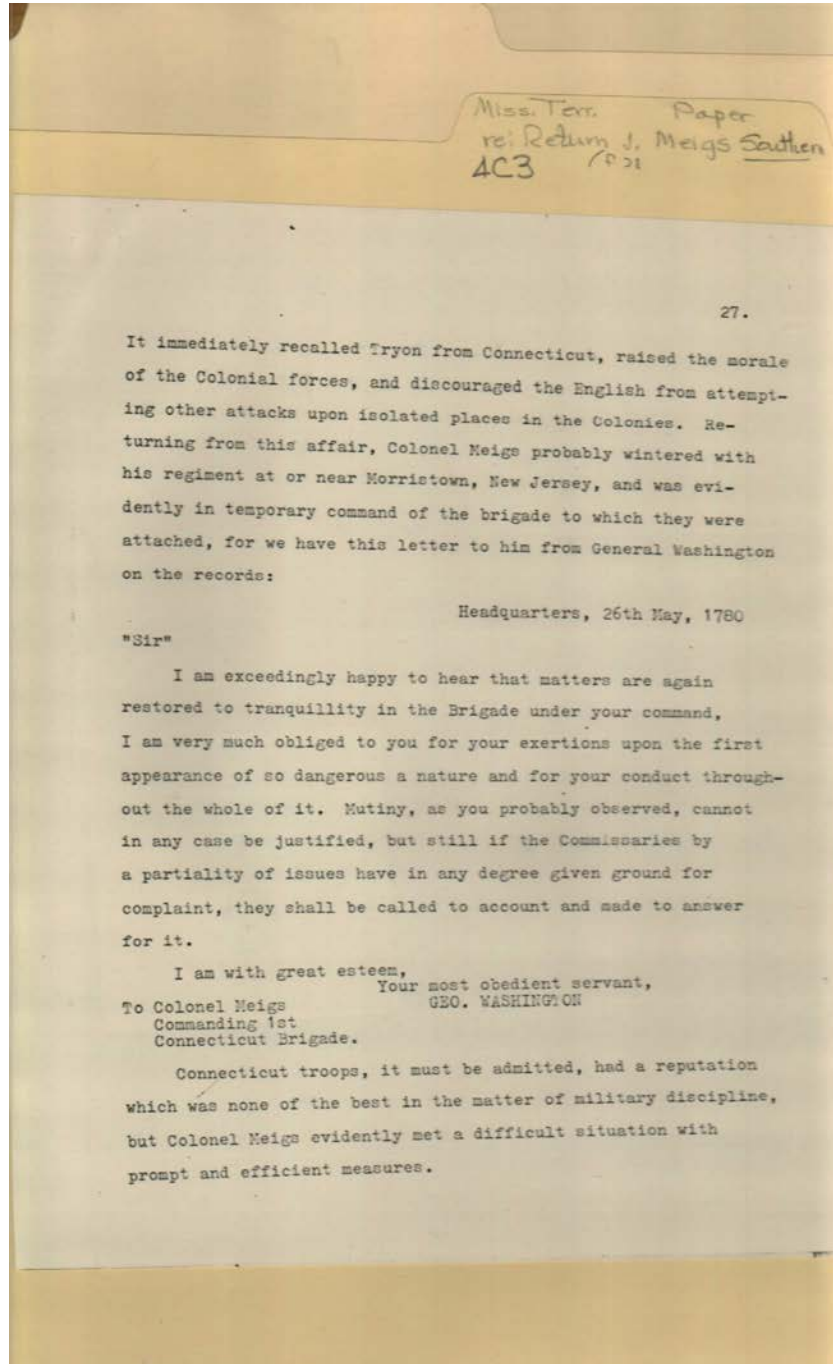 Miss. Terr. Paper
re: Return J. Meigs Southern
4C3
27.
It immediately recalled Tryon from Connecticut, raised the morale
of the Colonial forces, and discouraged the English from attempt-
ing other attacks upon isolated places in the Colonies. Re-
turning from this affair, Colonel Meigs probably wintered with
his regiment at or near Morristown, New Jersey, and was evi-
dently in temporary command of the brigade to which they were
attached, for we have this letter to him from General Washington
on the records:
Headquarters, 26th May, 1780
"Sir"
I am exceedingly happy to hear that matters are again
restored to tranquillity in the Brigade under your command,
I am very much obliged to you for your exertions upon the first
appearance of so dangerous a nature and for your conduct through-
out the whole of it. Mutiny, as you probably observed, cannot
in any case be justified, but still if the Commissaries by
a partiality of issues have in any degree given ground for
complaint, they shall be called to account and made to answer
for it.
I am with great esteem,
Your most obedient servant,
To Colonel Meigs GEO. WASHINGTON
Commanding 1st
Connecticut Brigade.
Connecticut troops, it must be admitted, had a reputation
which was none of the best in the matter of military discipline,
but Colonel Meigs evidently met a difficult situation with
prompt and efficient measures.